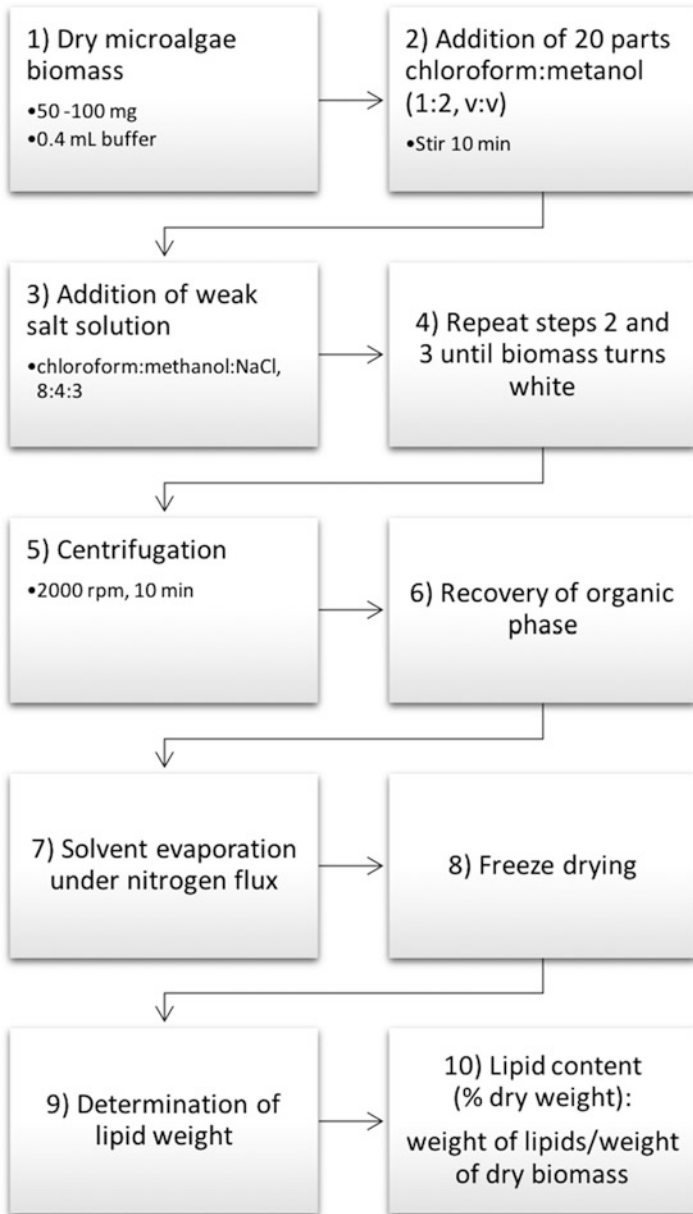 1) Dry microalgae
biomass
•50 -100 mg
•0.4 mL buffer
2) Addition of 20 parts
chloroform:metanol
(1:2, v:v)
•Stir 10 min
3) Addition of weak
salt solution
•chloroform:methanol:NaCl,
8:4:3
4) Repeat steps 2 and
3 until biomass turns
white
5) Centrifugation
•2000 rpm, 10 min
6) Recovery of organic
phase
7) Solvent evaporation
under nitrogen flux
8) Freeze drying
9) Determination of
lipid weight
10) Lipid content
(% dry weight):
weight of lipids/weight
of dry biomass